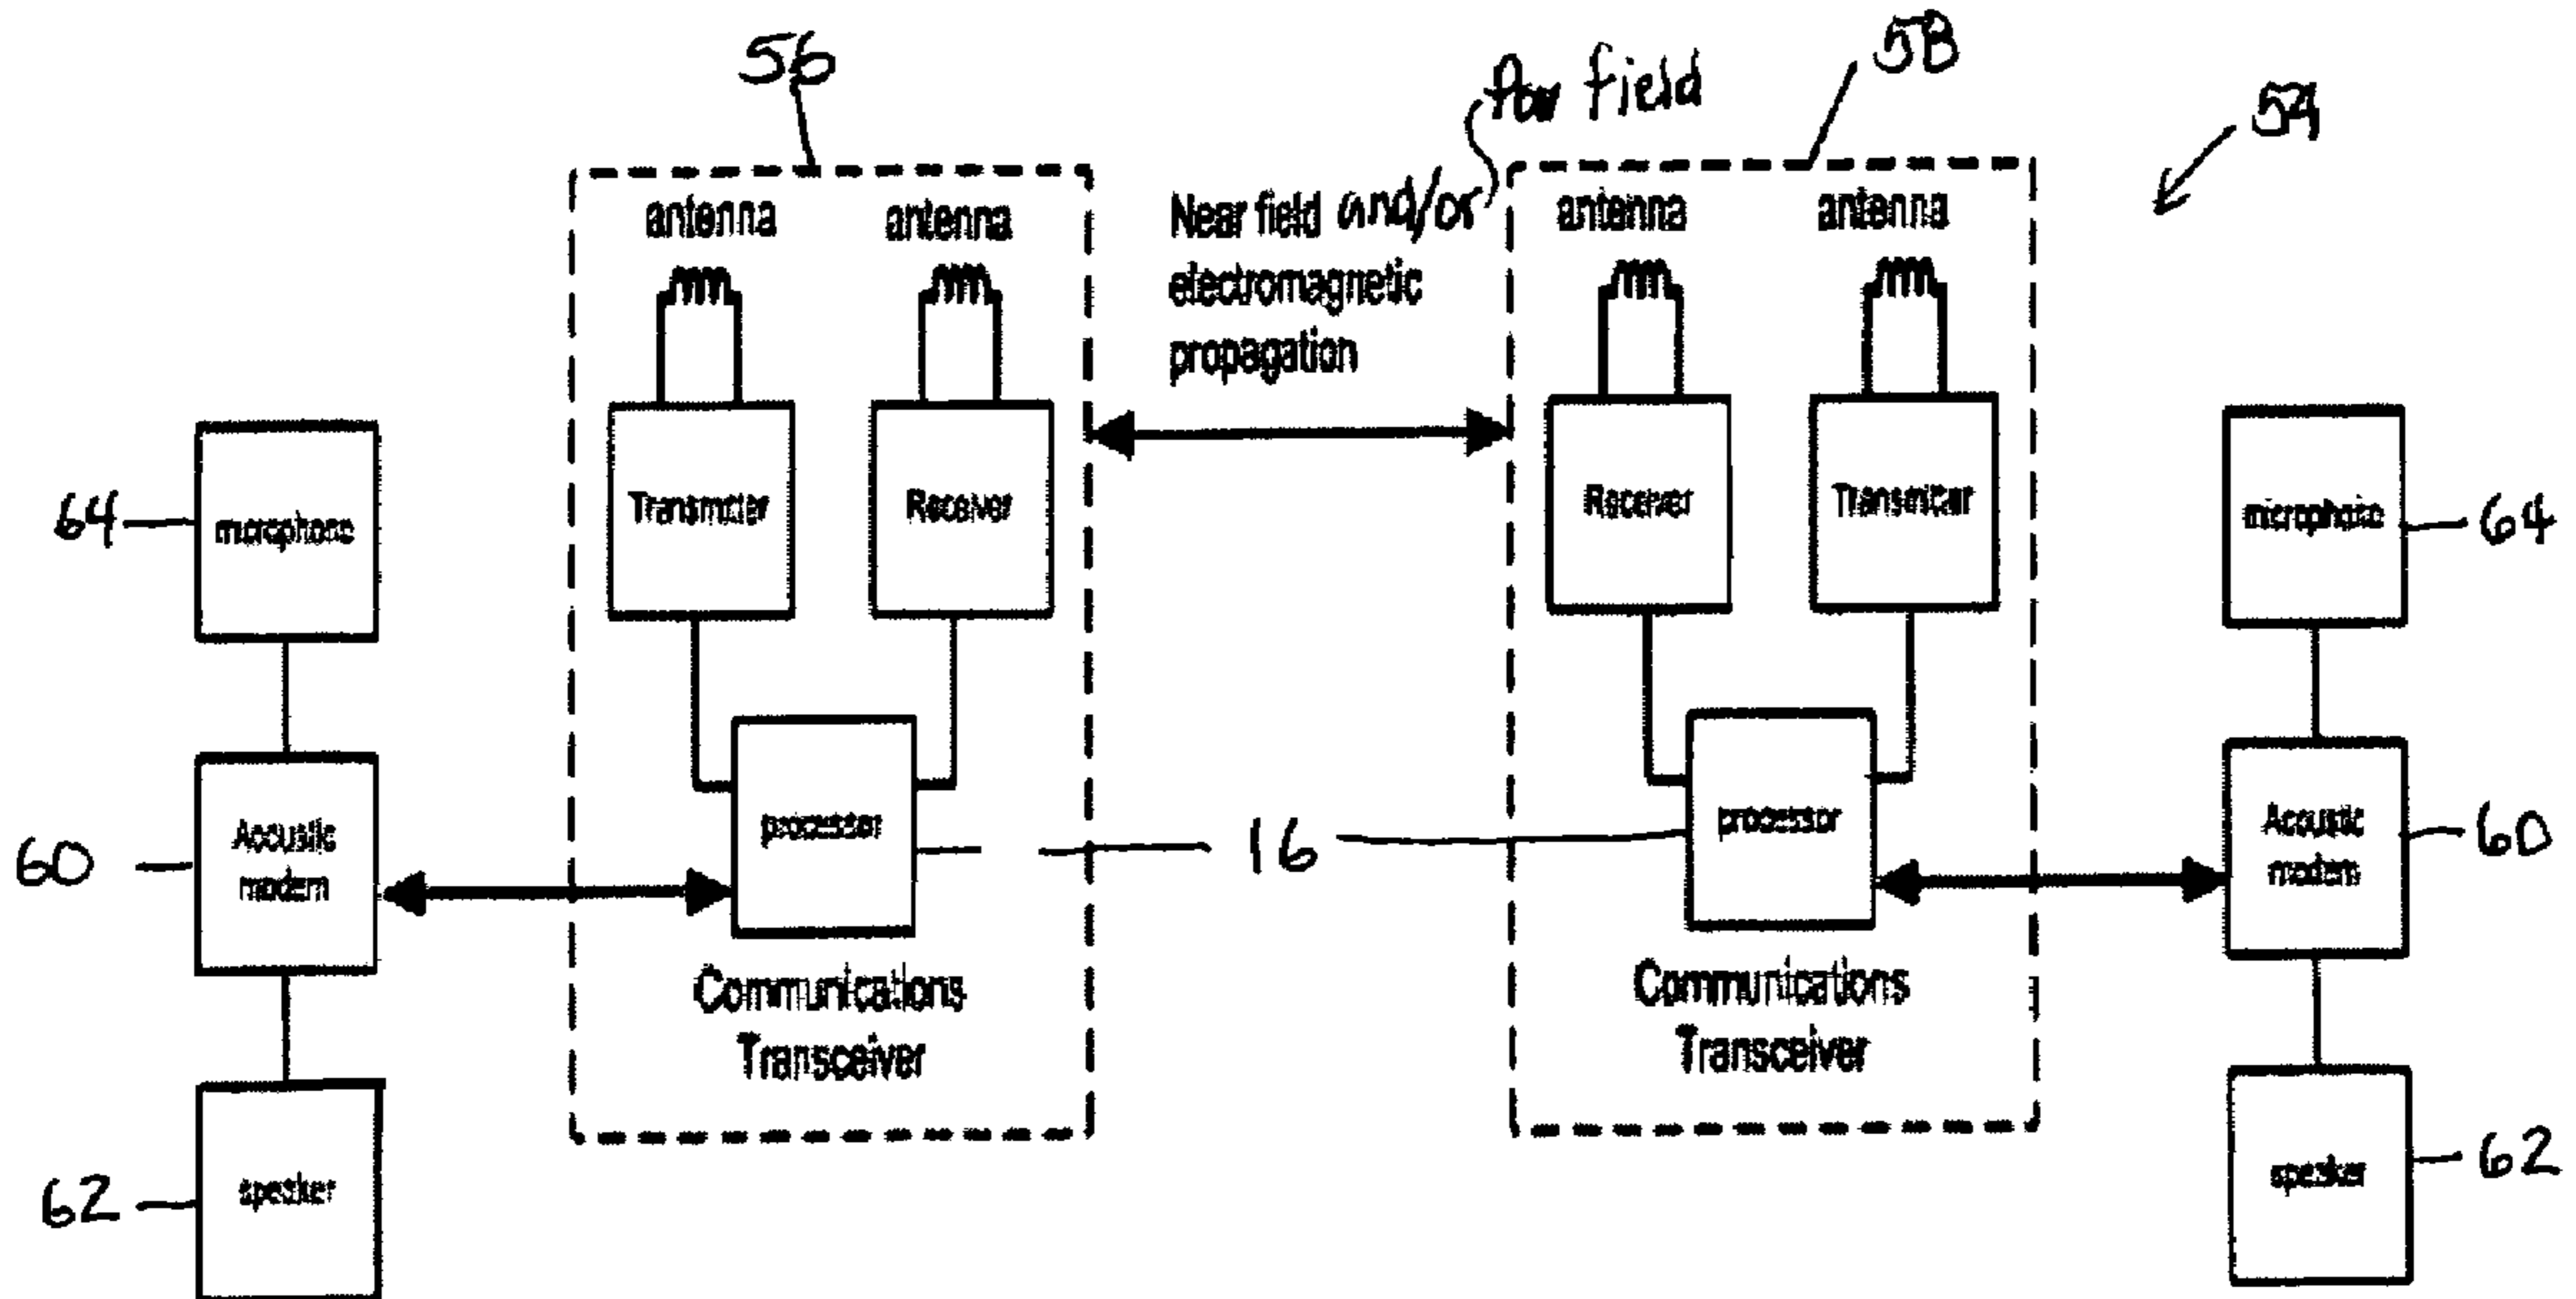 56
far field
58
54
antenna
antenna
Near field and/or
electromagnetic
propagation
antenna
antenna
64
microphone
Transmitter
Receiver
Receiver
Transmitter
microphone
64
60
Acoustic
modem
processor
16
processor
Acoustic
modem
60
Communications
Transceiver
Communications
Transceiver
62
speaker
speaker
62